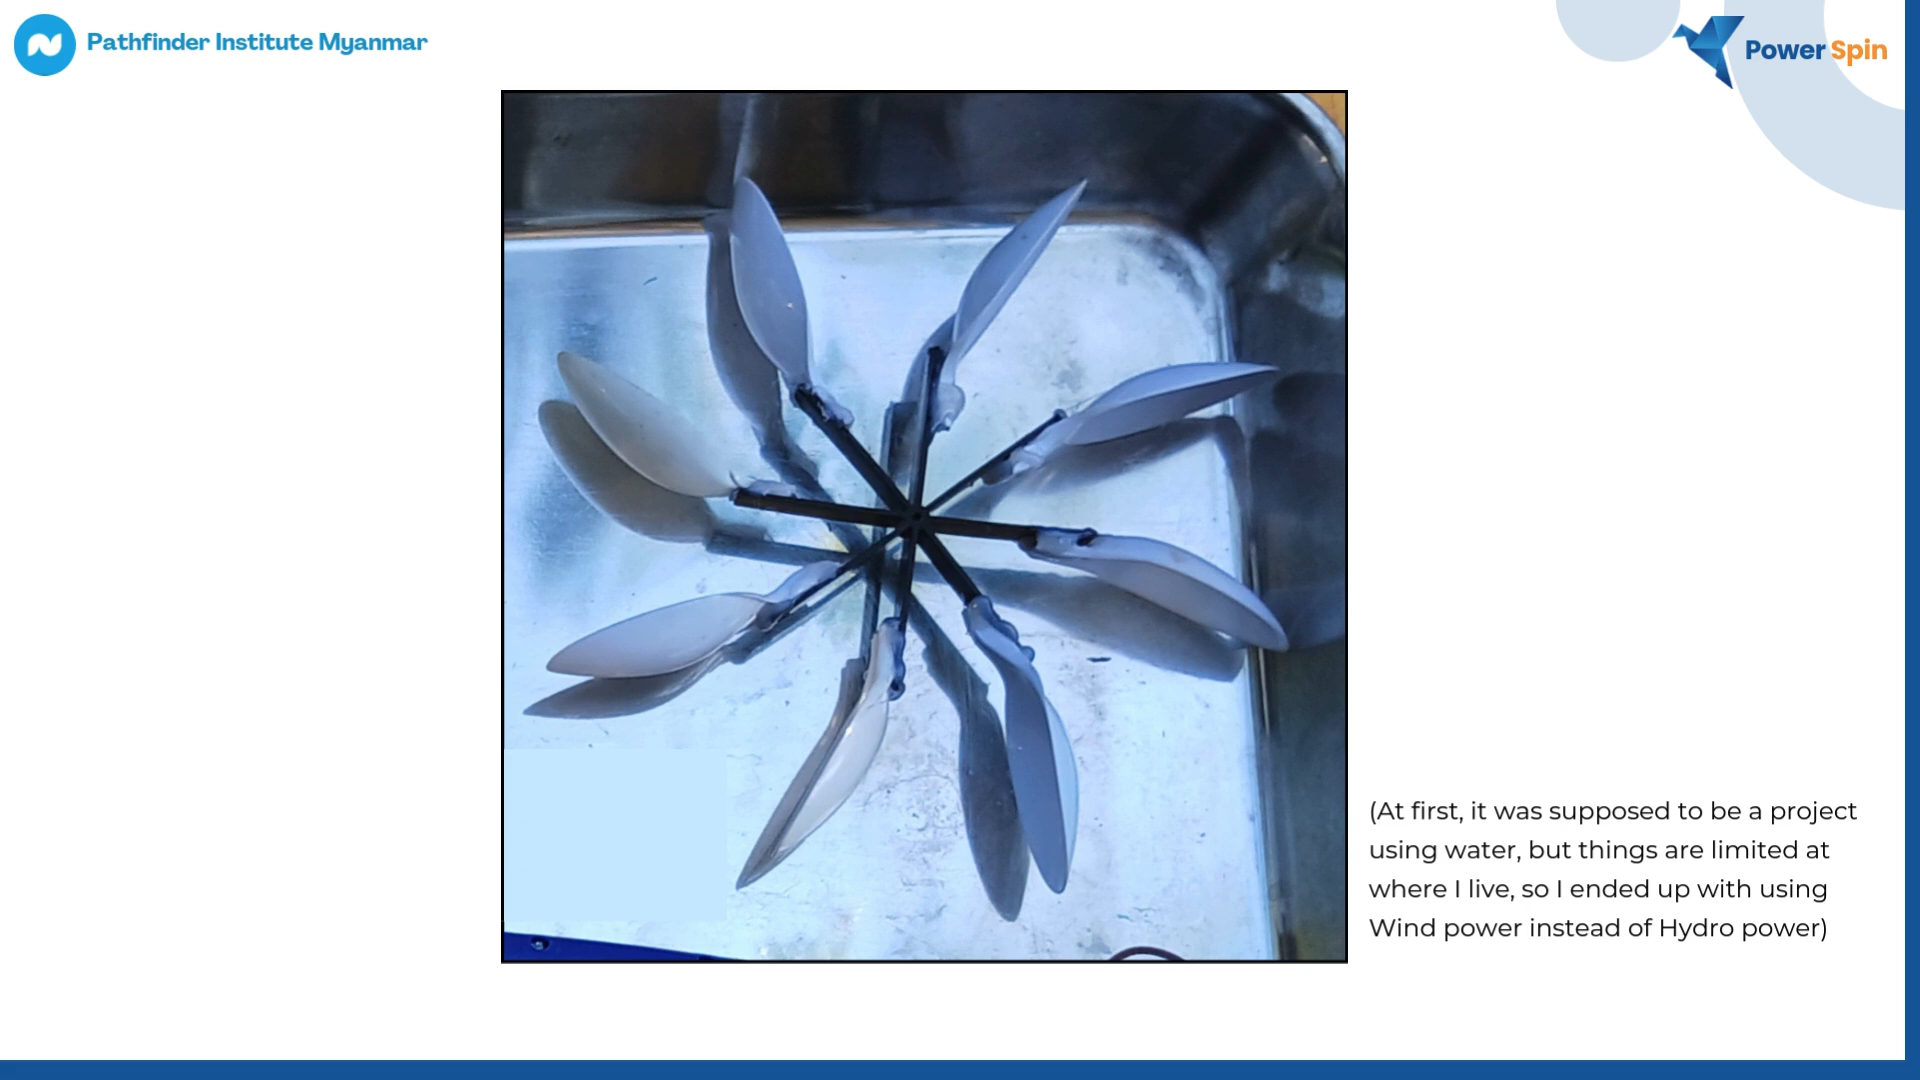 Pathfinder Institute Myanmar
Power Spin
(At first, it was supposed to be a project
using water, but things are limited at
where I live, so I ended up with using
Wind power instead of Hydro power)